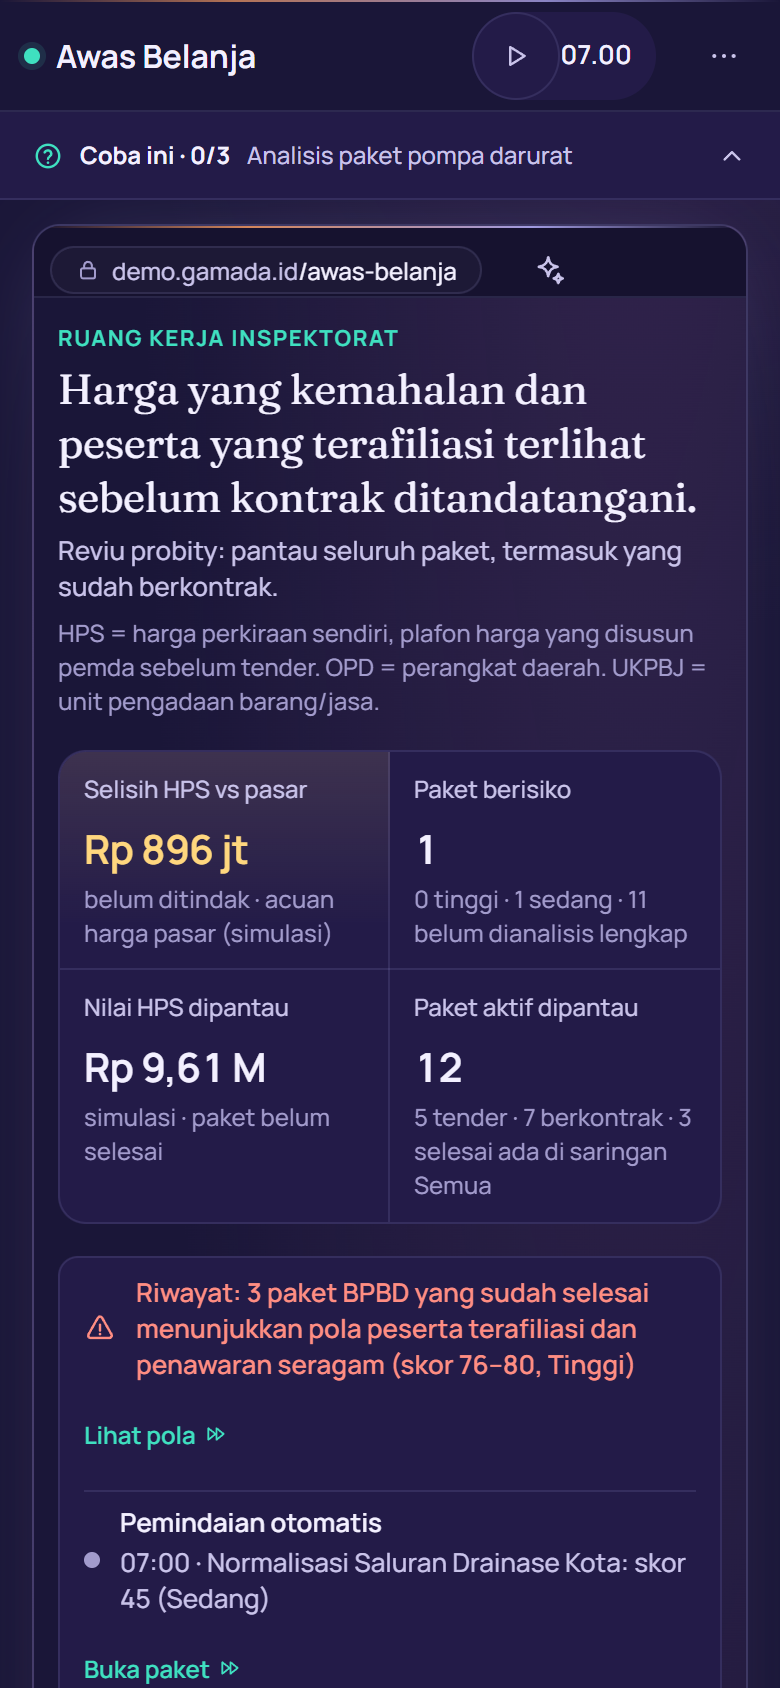 Awas Belanja
07.00
Coba ini · 0/3 Analisis paket pompa darurat
demo.gamada.id/awas-belanja
RUANG KERJA INSPEKTORAT
Harga yang kemahalan dan
peserta yang terafiliasi terlihat
sebelum kontrak ditandatangani.
Reviu probity: pantau seluruh paket, termasuk yang
sudah berkontrak.
HPS = harga perkiraan sendiri, plafon harga yang disusun
pemda sebelum tender. OPD = perangkat daerah. UKPBJ =
unit pengadaan barang/jasa.
Selisih HPS vs pasar
Rp 896 jt
belum ditindak · acuan
harga pasar (simulasi)
Paket berisiko
1
0 tinggi · 1 sedang · 11
belum dianalisis lengkap
Nilai HPS dipantau
Rp 9,61 M
simulasi · paket belum
selesai
Paket aktif dipantau
12
5 tender · 7 berkontrak · 3
selesai ada di saringan
Semua
Riwayat: 3 paket BPBD yang sudah selesai
menunjukkan pola peserta terafiliasi dan
penawaran seragam (skor 76–80, Tinggi)
Lihat pola
Pemindaian otomatis
07:00 · Normalisasi Saluran Drainase Kota: skor
45 (Sedang)
Buka paket